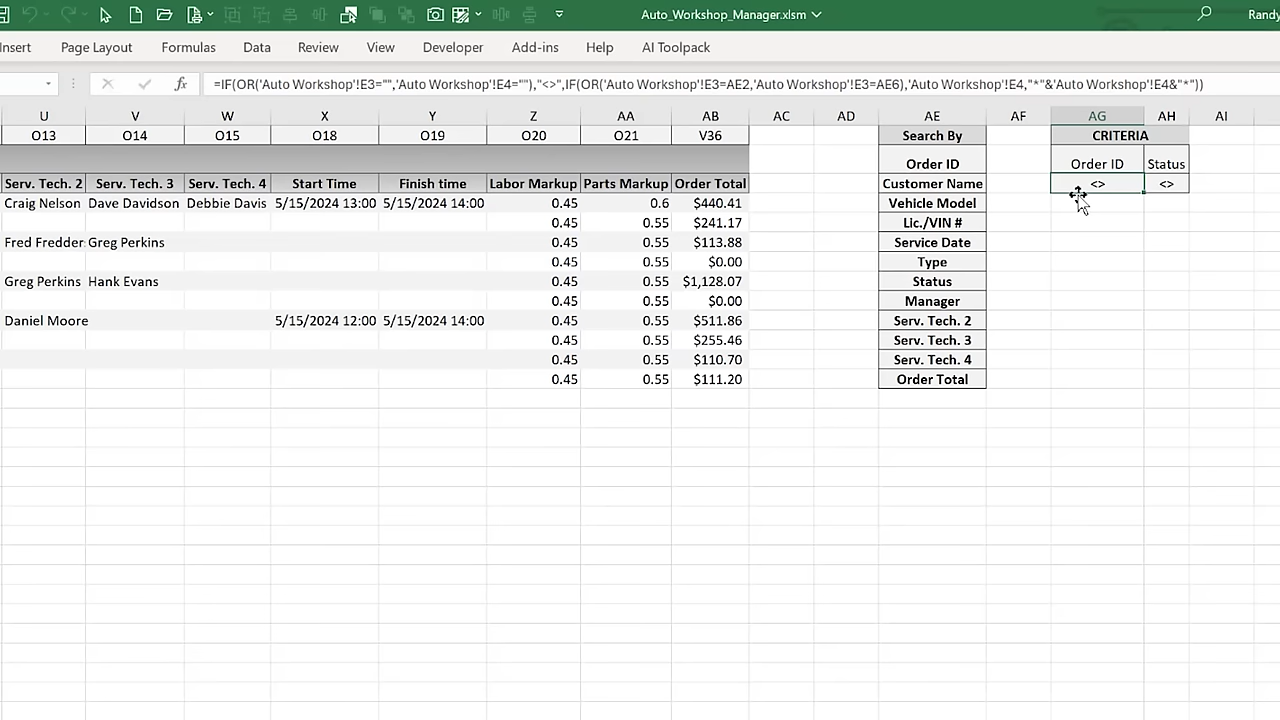 Auto_Workshop_Manager.xlsm
Randy
Insert Page Layout Formulas Data Review View Developer Add-ins Help AI Toolpack
fx =IF(OR('Auto Workshop'!E3="",'Auto Workshop'!E4=""),"<>",IF(OR('Auto Workshop'!E3=AE2,'Auto Workshop'!E3=AE6),'Auto Workshop'!E4,"*"&'Auto Workshop'!E4&"*"))
U V W X Y Z AA AB AC AD AE AF AG AH AI
O13 O14 O15 O18 O19 O20 O21 V36 Search By CRITERIA
Order ID Order ID Status
Serv. Tech. 2 Serv. Tech. 3 Serv. Tech. 4 Start Time Finish time Labor Markup Parts Markup Order Total Customer Name <> <>
Craig Nelson Dave Davidson Debbie Davis 5/15/2024 13:00 5/15/2024 14:00 0.45 0.6 $440.41 Vehicle Model
0.45 0.55 $241.17 Lic./VIN #
Fred Fredder Greg Perkins 0.45 0.55 $113.88 Service Date
0.45 0.55 $0.00 Type
Greg Perkins Hank Evans 0.45 0.55 $1,128.07 Status
0.45 0.55 $0.00 Manager
Daniel Moore 5/15/2024 12:00 5/15/2024 14:00 0.45 0.55 $511.86 Serv. Tech. 2
0.45 0.55 $255.46 Serv. Tech. 3
0.45 0.55 $110.70 Serv. Tech. 4
0.45 0.55 $111.20 Order Total